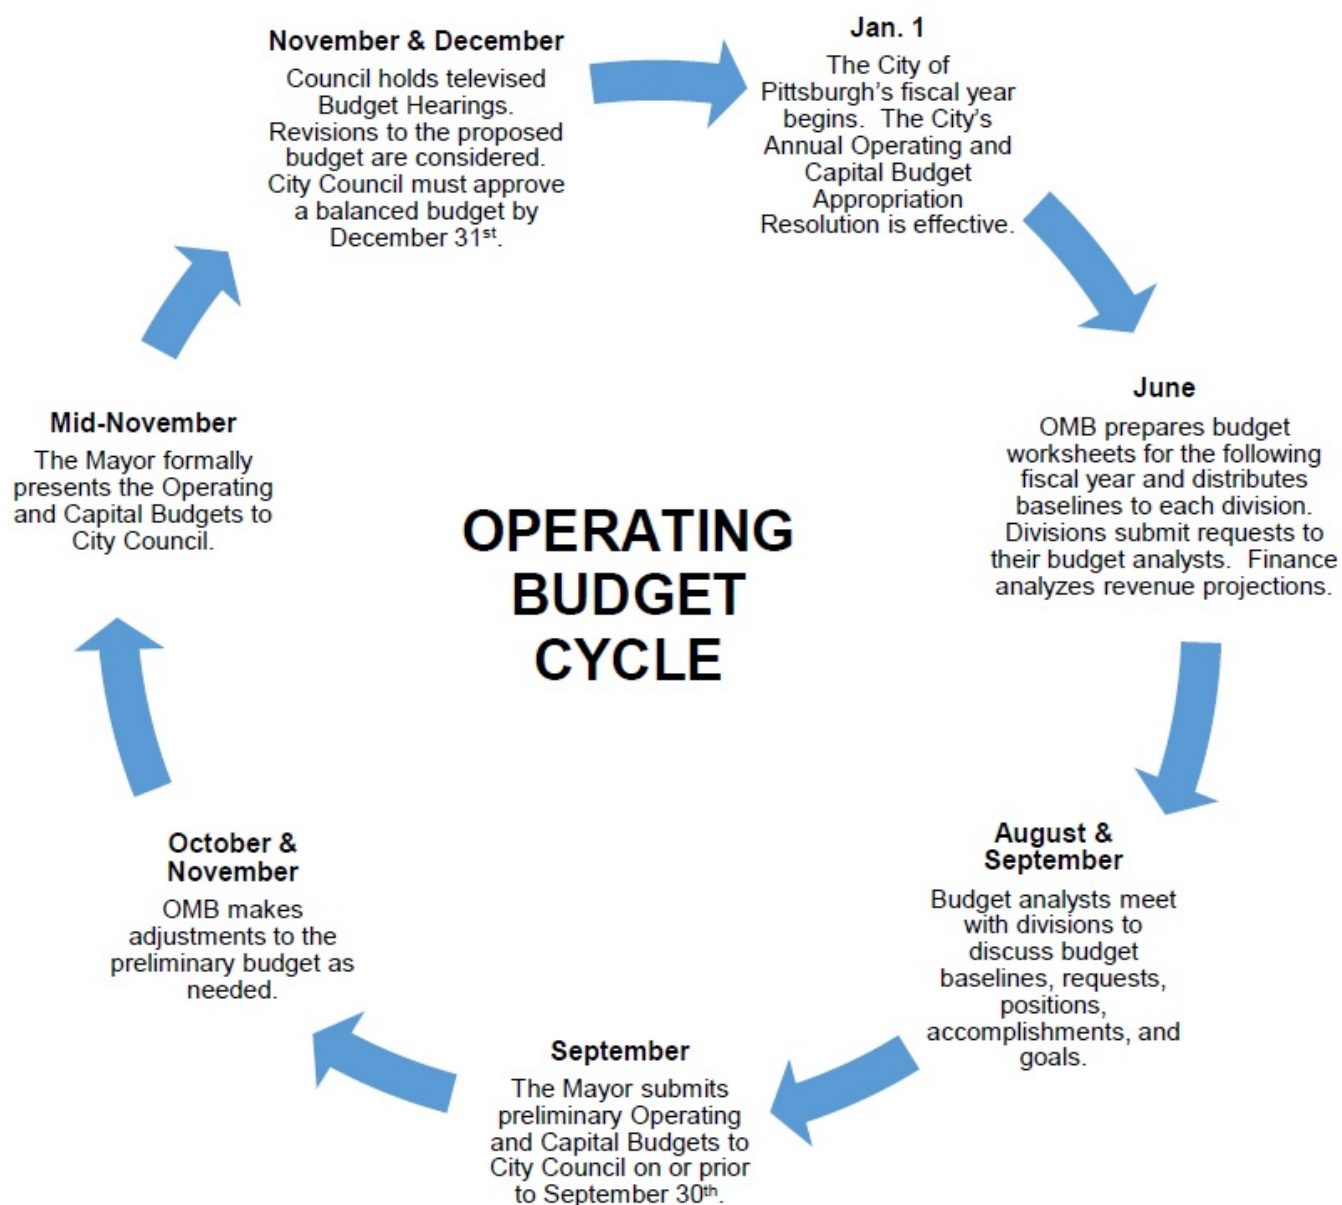 Jan. 1
The City of
Pittsburgh’s fiscal year
begins.  The City’s
Annual Operating and
Capital Budget
Appropriation
Resolution is effective.
June
OMB prepares budget
worksheets for the following
fiscal year and distributes
baselines to each division.
Divisions submit requests to
their budget analysts.  Finance
analyzes revenue projections.
August &
September
Budget analysts meet
with divisions to
discuss budget
baselines, requests,
positions,
accomplishments, and
goals.
September
The Mayor submits
preliminary Operating
and Capital Budgets to
City Council on or prior
to September 30th.
October &
November
OMB makes
adjustments to the
preliminary budget as
needed.
Mid-November
The Mayor formally
presents the Operating
and Capital Budgets to
City Council.
November & December
Council holds televised
Budget Hearings.
Revisions to the proposed
budget are considered.
City Council must approve
a balanced budget by
December 31st.
OPERATING
BUDGET
CYCLE